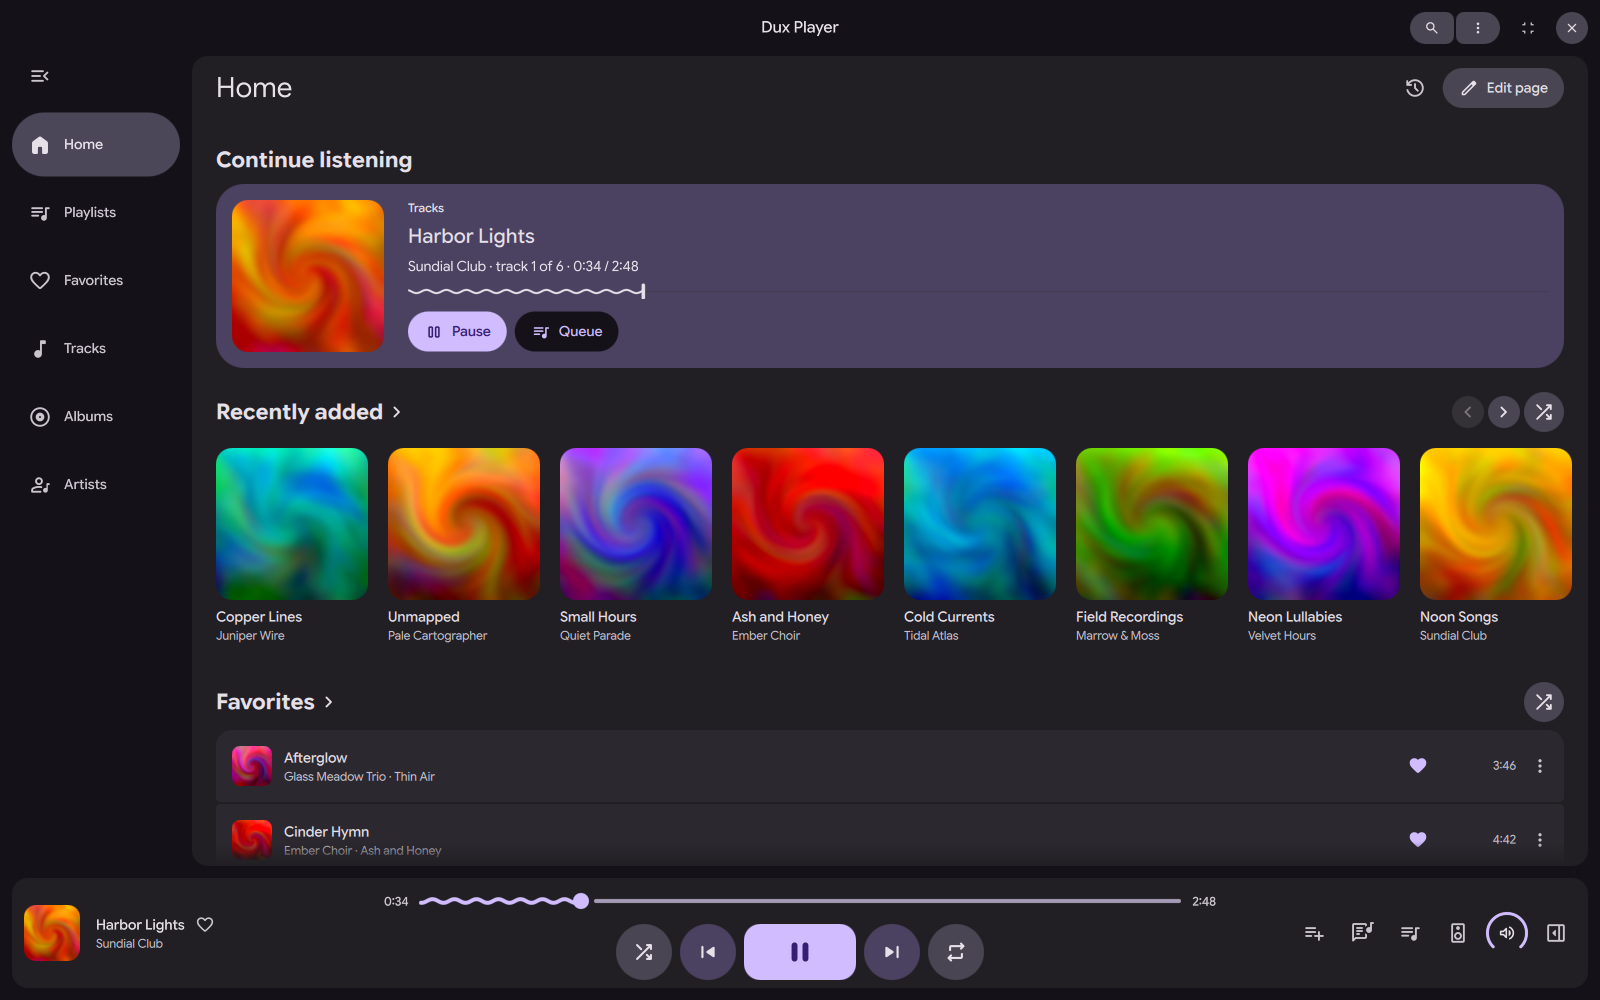 Dux Player
Home
Edit page
Home
Playlists
Favorites
Tracks
Albums
Artists
Continue listening
Tracks
Harbor Lights
Sundial Club · track 1 of 6 · 0:34 / 2:48
Pause
Queue
Recently added
Copper Lines
Juniper Wire
Unmapped
Pale Cartographer
Small Hours
Quiet Parade
Ash and Honey
Ember Choir
Cold Currents
Tidal Atlas
Field Recordings
Marrow & Moss
Neon Lullabies
Velvet Hours
Noon Songs
Sundial Club
Favorites
Afterglow
Glass Meadow Trio · Thin Air
3:46
Cinder Hymn
Ember Choir · Ash and Honey
4:42
Harbor Lights
Sundial Club
0:34
2:48